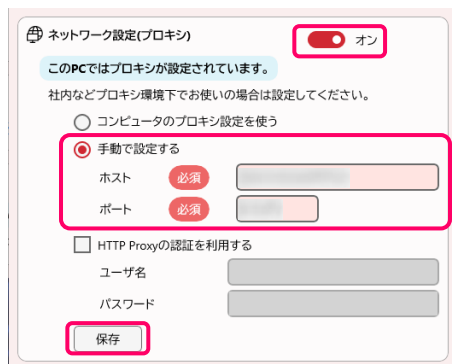 ネットワーク設定(プロキシ)
オン
このPCではプロキシが設定されています。
社内などプロキシ環境下でお使いの場合は設定してください。
コンピュータのプロキシ設定を使う
手動で設定する
ホスト 必須
ポート 必須
HTTP Proxyの認証を利用する
ユーザ名
パスワード
保存